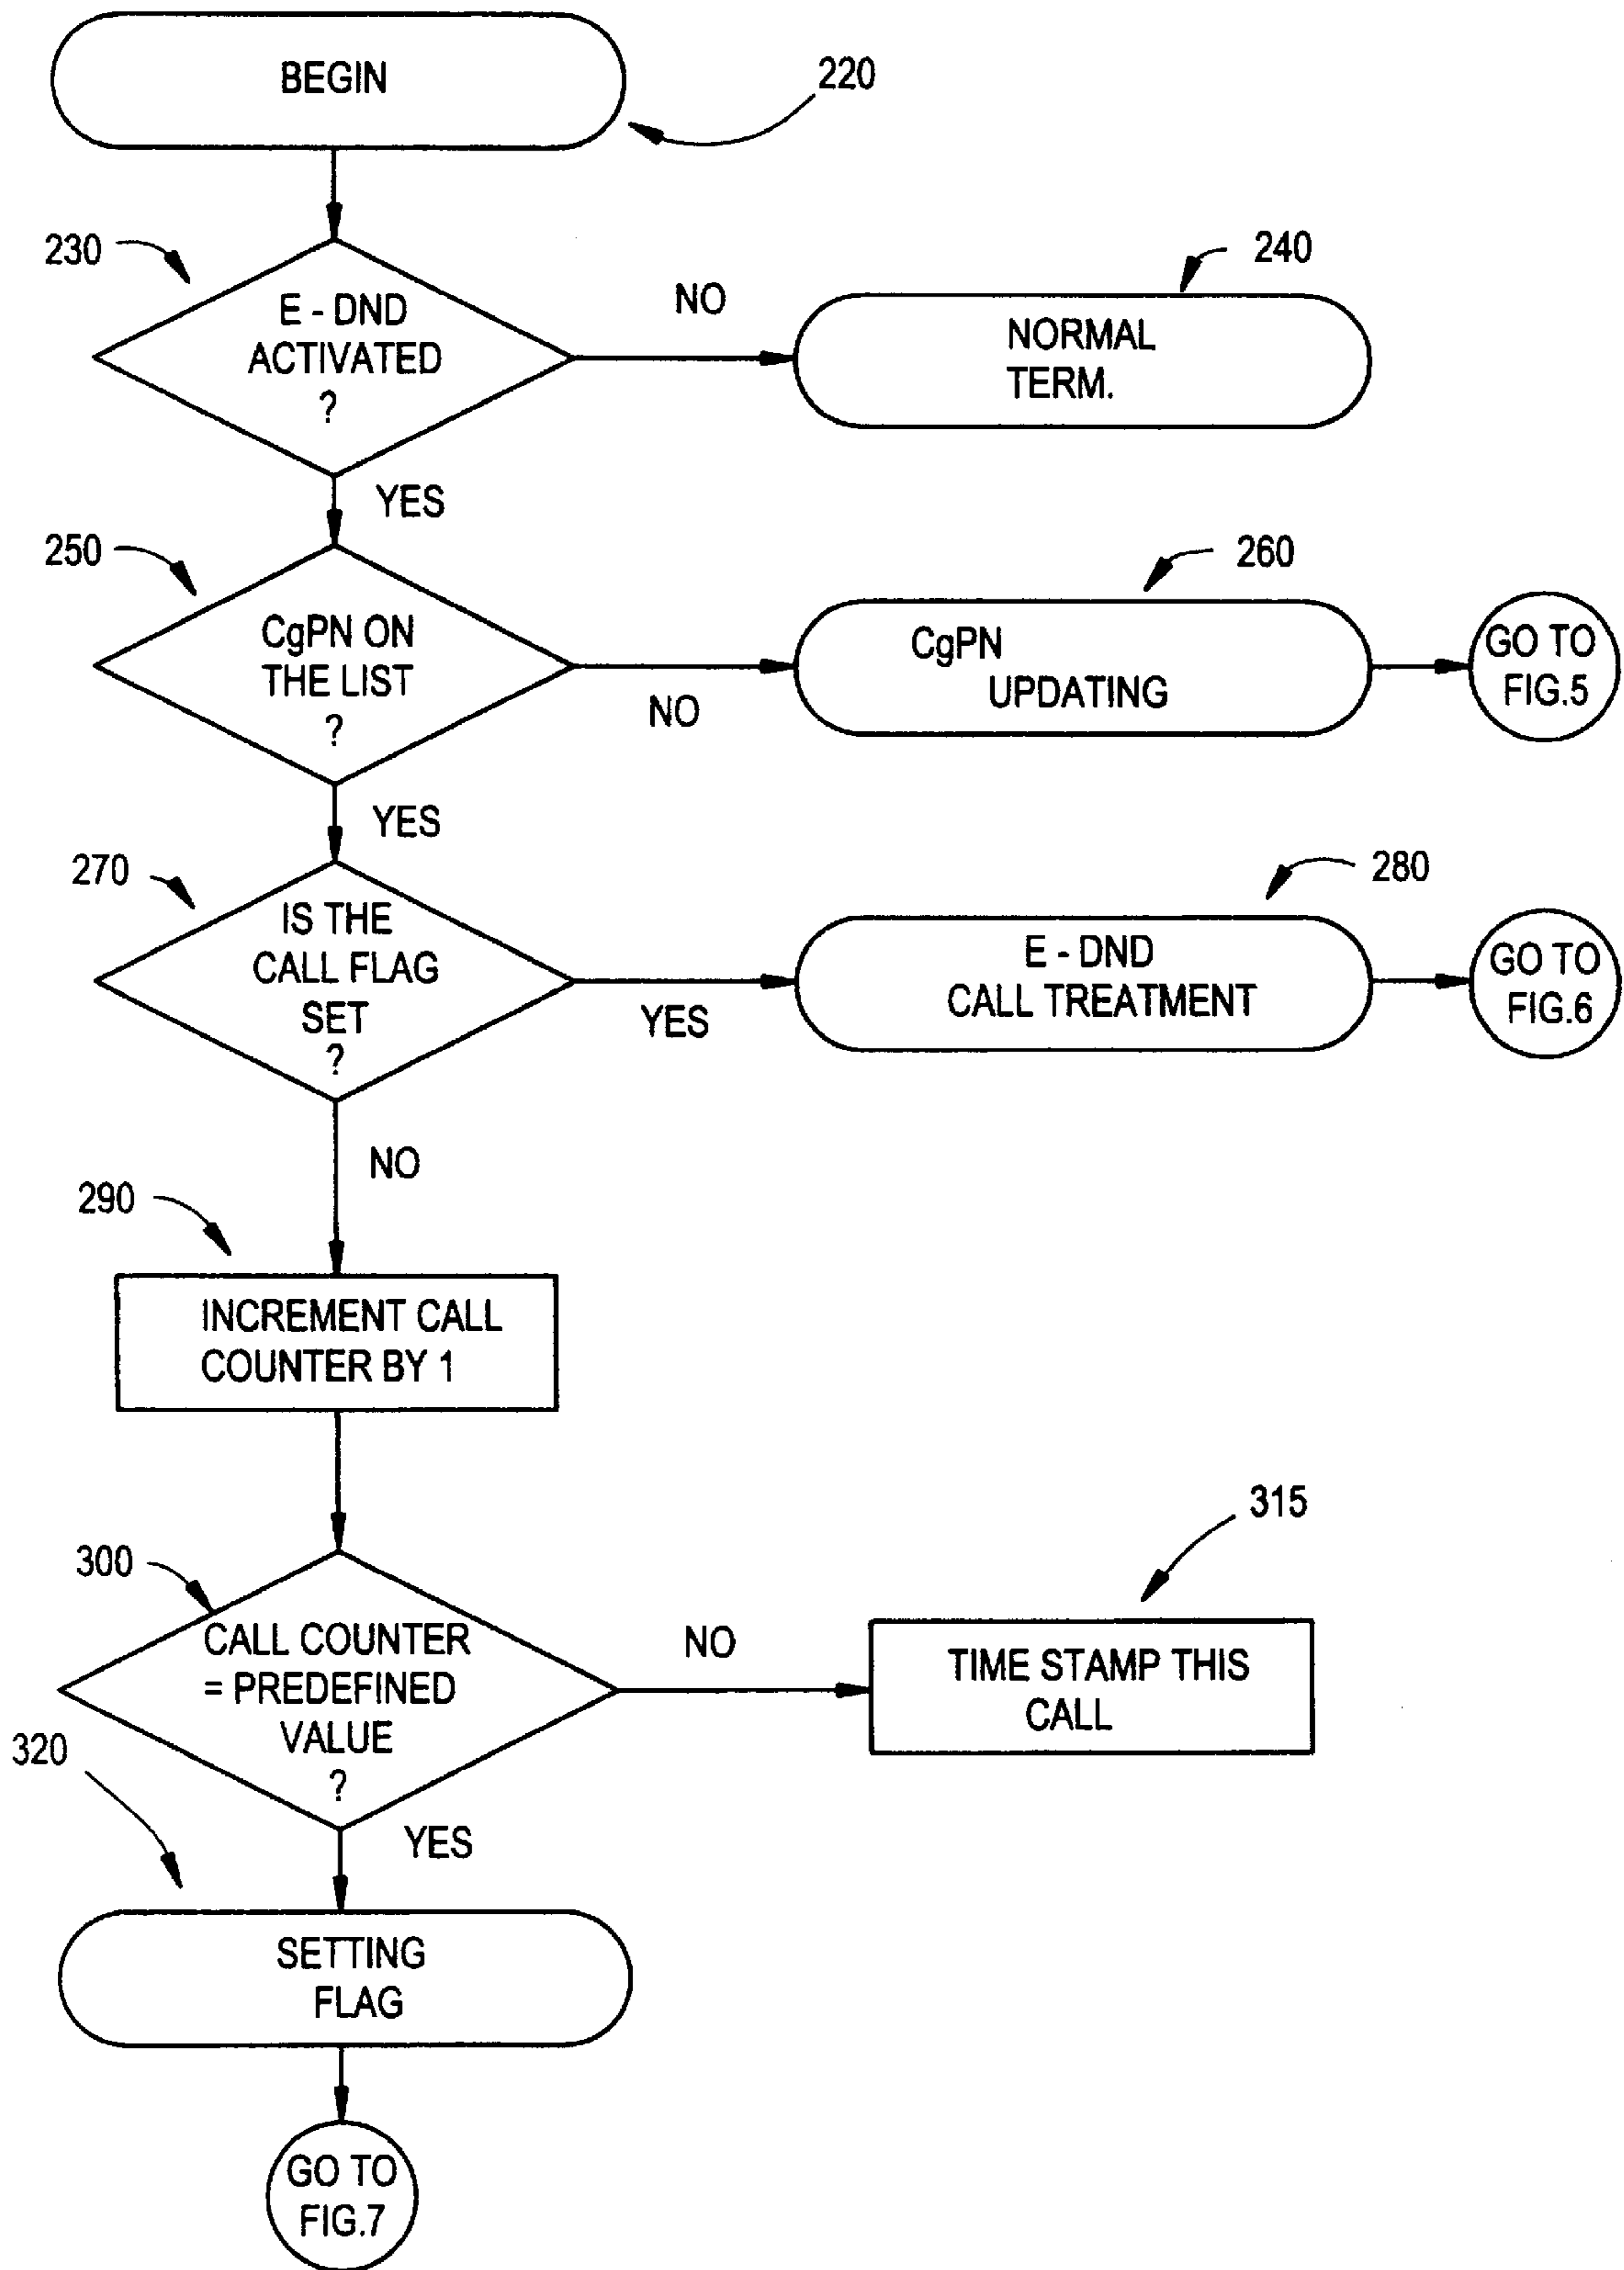 BEGIN
220
230
E - DND
ACTIVATED
?
NO
240
NORMAL
TERM.
YES
250
CgPN ON
THE LIST
?
NO
260
CgPN
UPDATING
GO TO
FIG.5
YES
270
IS THE
CALL FLAG
SET
?
YES
280
E - DND
CALL TREATMENT
GO TO
FIG.6
NO
290
INCREMENT CALL
COUNTER BY 1
300
CALL COUNTER
= PREDEFINED
VALUE
?
NO
315
TIME STAMP THIS
CALL
320
YES
SETTING
FLAG
GO TO
FIG.7